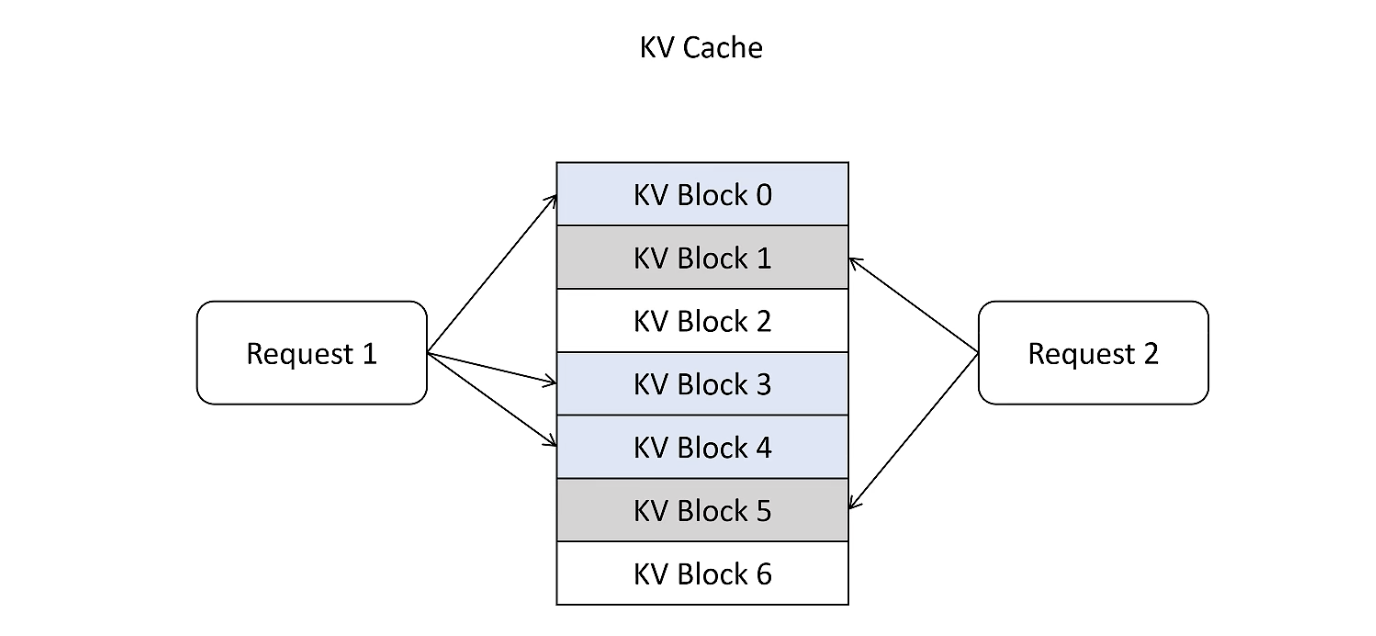 KV Cache
KV Block 0
KV Block 1
KV Block 2
Request 1
Request 2
KV Block 3
KV Block 4
KV Block 5
KV Block 6